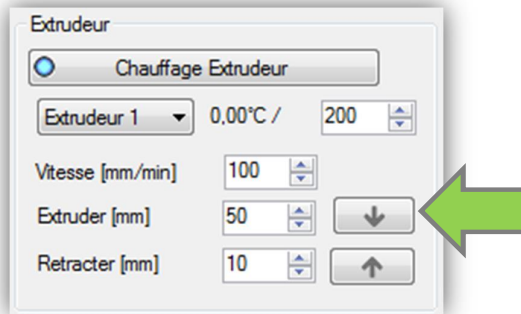 Extrudeur
Chauffage Extrudeur
Extrudeur 1 0,00°C / 200
Vitesse [mm/min] 100
Extruder [mm] 50
Retracter [mm] 10